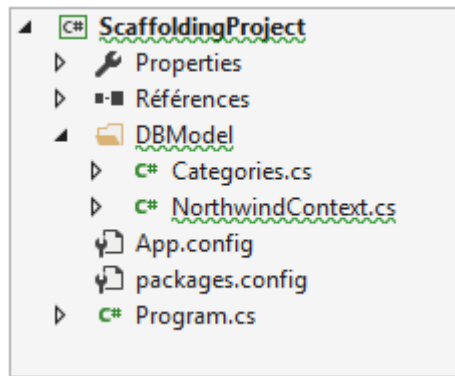 C# ScaffoldingProject
Properties
Références
DBModel
C# Categories.cs
C# NorthwindContext.cs
App.config
packages.config
C# Program.cs